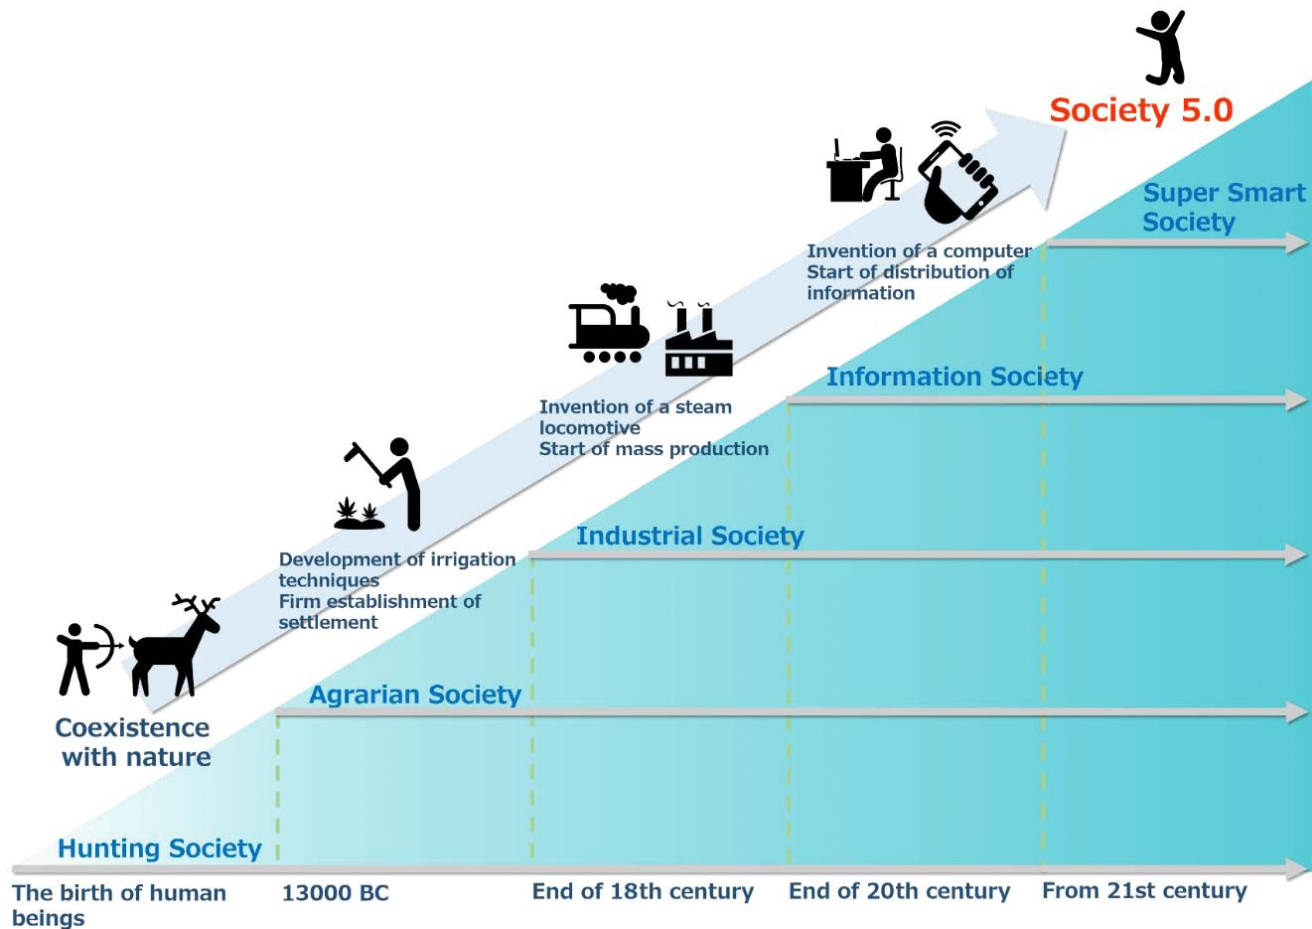 Society 5.0
Super Smart
Society
Invention of a computer
Start of distribution of
information
Information Society
Invention of a steam
locomotive
Start of mass production
Industrial Society
Development of irrigation
techniques
Firm establishment of
settlement
Agrarian Society
Coexistence
with nature
Hunting Society
The birth of human
beings
13000 BC
End of 18th century
End of 20th century
From 21st century